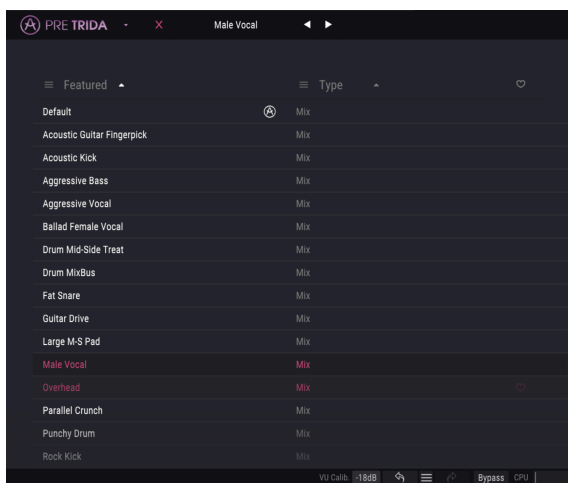 PRE TRIDA Male Vocal
Featured Type
Default Mix
Acoustic Guitar Fingerpick Mix
Acoustic Kick Mix
Aggressive Bass Mix
Aggressive Vocal Mix
Ballad Female Vocal Mix
Drum Mid-Side Treat Mix
Drum MixBus Mix
Fat Snare Mix
Guitar Drive Mix
Large M-S Pad Mix
Male Vocal Mix
Overhead Mix
Parallel Crunch Mix
Punchy Drum Mix
Rock Kick Mix
VU Calib. -18dB Bypass CPU